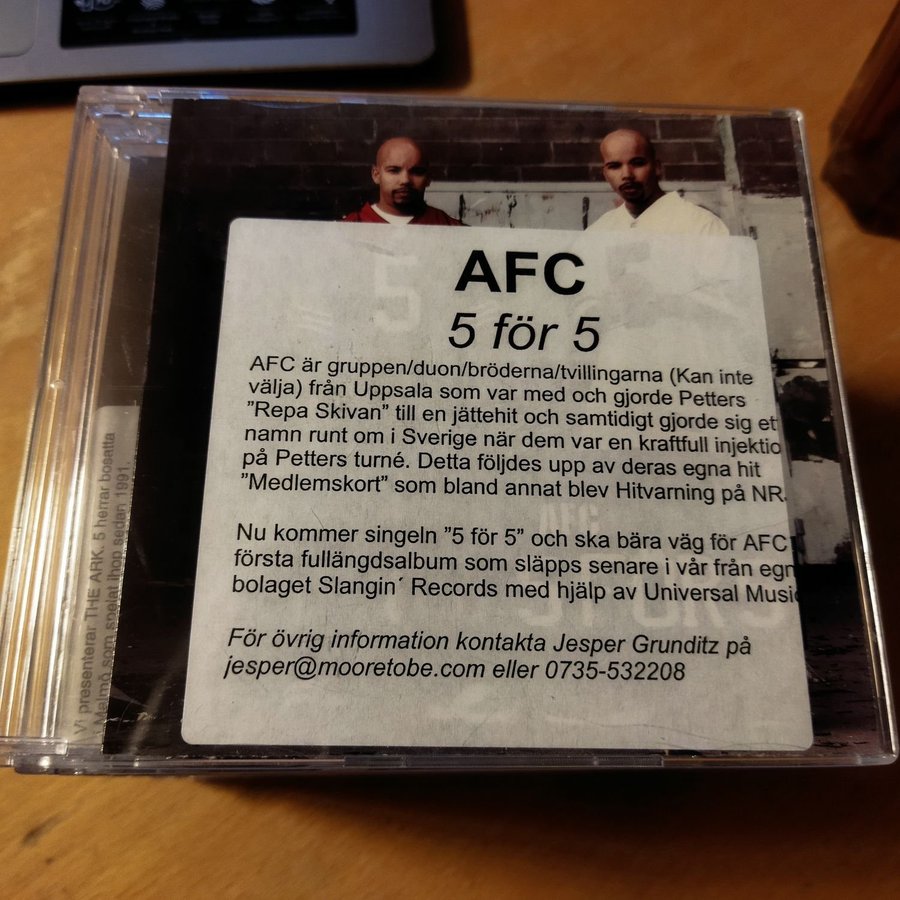 AFC
5 för 5
AFC är gruppen/duon/bröderna/tvillingarna (Kan inte
välja) från Uppsala som var med och gjorde Petters
”Repa Skivan” till en jättehit och samtidigt gjorde sig ett
namn runt om i Sverige när dem var en kraftfull injektio
på Petters turné. Detta följdes upp av deras egna hit
”Medlemskort” som bland annat blev Hitvarning på NR
Nu kommer singeln ”5 för 5” och ska bära väg för AFC
första fullängdsalbum som släpps senare i vår från egn
bolaget Slangin´ Records med hjälp av Universal Music
För övrig information kontakta Jesper Grunditz på
jesper@mooretobe.com eller 0735-532208
Vi presenterar THE ARK. 5 herrar bosatta
i Malmö som spelat ihop sedan 1991.